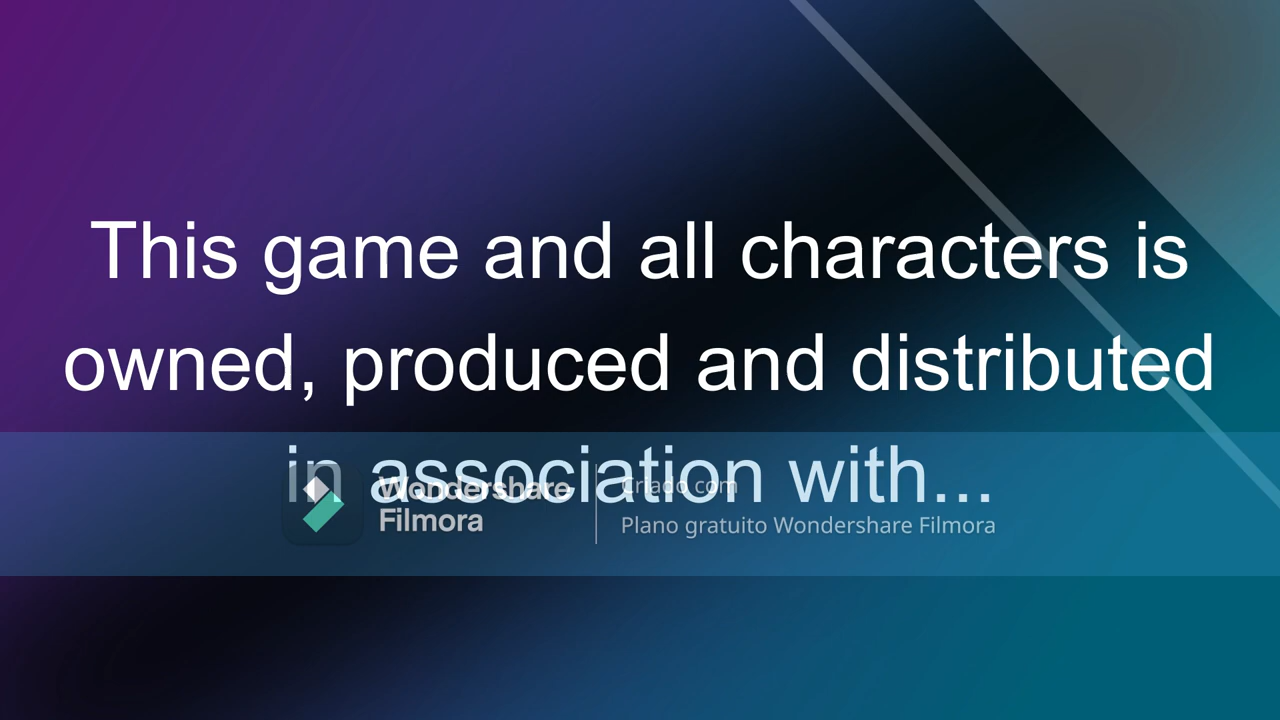 This game and all characters is
owned, produced and distributed
in association with...
Wondershare
Filmora
Criado com
Plano gratuito Wondershare Filmora